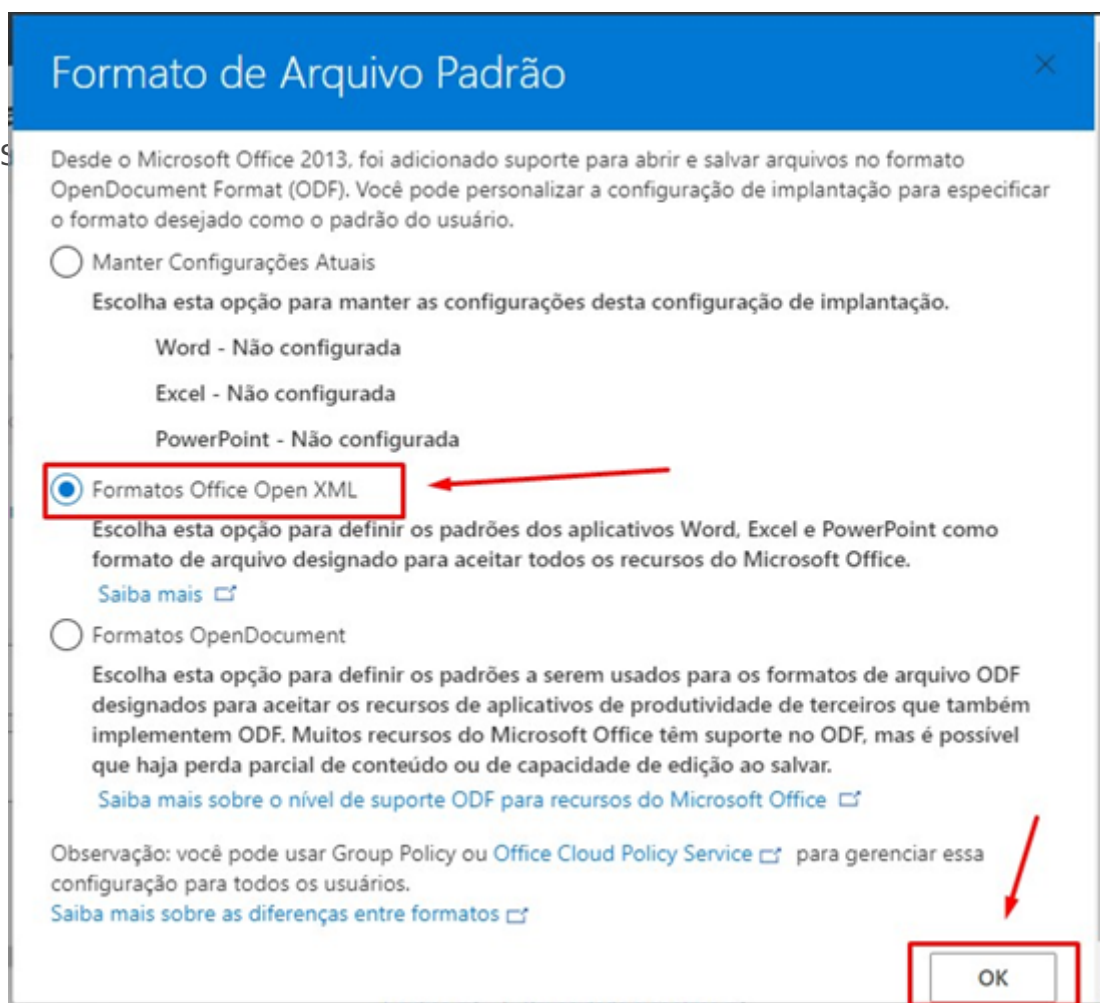 Formato de Arquivo Padrão
Desde o Microsoft Office 2013, foi adicionado suporte para abrir e salvar arquivos no formato
OpenDocument Format (ODF). Você pode personalizar a configuração de implantação para especificar
o formato desejado como o padrão do usuário.
Manter Configurações Atuais
Escolha esta opção para manter as configurações desta configuração de implantação.
Word - Não configurada
Excel - Não configurada
PowerPoint - Não configurada
Formatos Office Open XML
Escolha esta opção para definir os padrões dos aplicativos Word, Excel e PowerPoint como
formato de arquivo designado para aceitar todos os recursos do Microsoft Office.
Saiba mais
Formatos OpenDocument
Escolha esta opção para definir os padrões a serem usados para os formatos de arquivo ODF
designados para aceitar os recursos de aplicativos de produtividade de terceiros que também
implementem ODF. Muitos recursos do Microsoft Office têm suporte no ODF, mas é possível
que haja perda parcial de conteúdo ou de capacidade de edição ao salvar.
Saiba mais sobre o nível de suporte ODF para recursos do Microsoft Office
Observação: você pode usar Group Policy ou Office Cloud Policy Service para gerenciar essa
configuração para todos os usuários.
Saiba mais sobre as diferenças entre formatos
OK